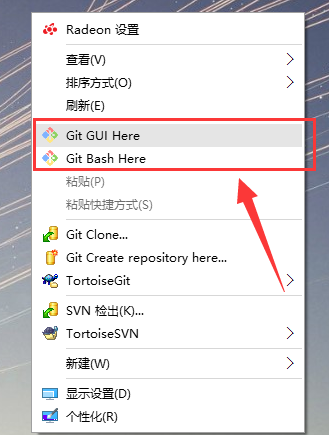 Radeon 设置
查看(V)
排序方式(O)
刷新(E)
Git GUI Here
Git Bash Here
粘贴(P)
粘贴快捷方式(S)
Git Clone...
Git Create repository here...
TortoiseGit
SVN 检出(K)...
TortoiseSVN
新建(W)
显示设置(D)
个性化(R)